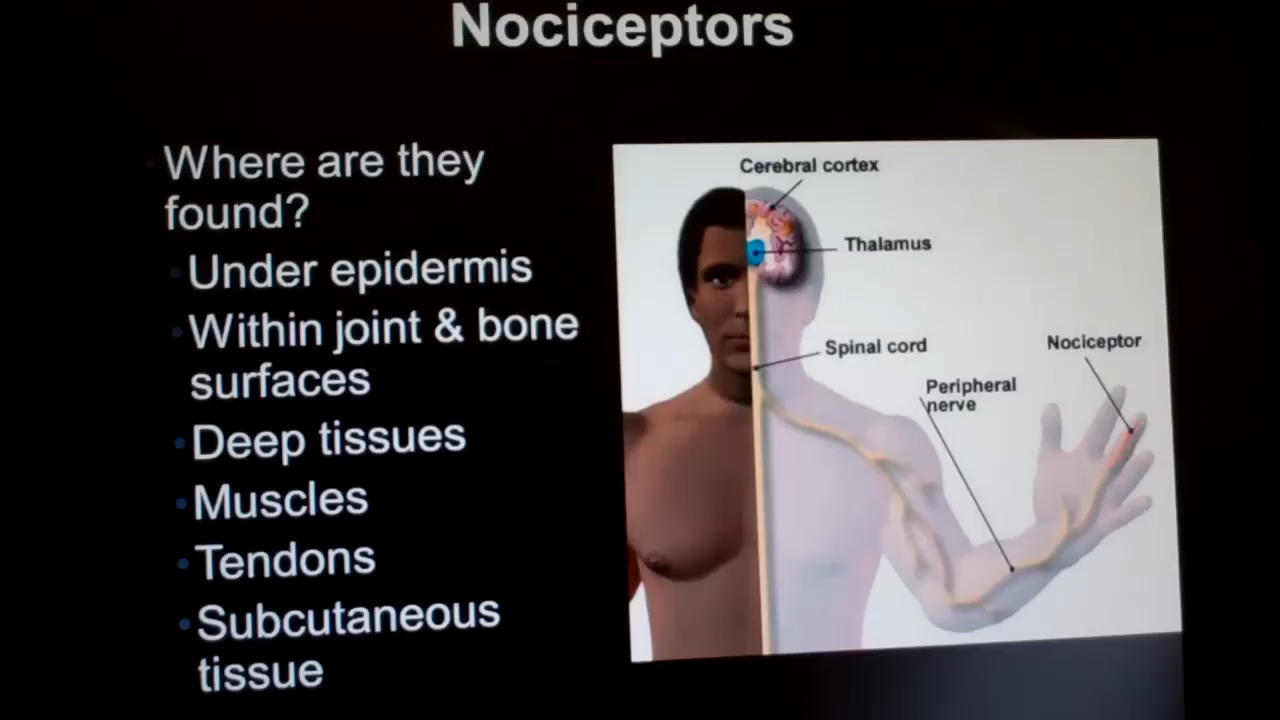 Nociceptors
Where are they
found?
Under epidermis
Within joint & bone
surfaces
Deep tissues
Muscles
Tendons
Subcutaneous
tissue
Cerebral cortex
Thalamus
Spinal cord
Nociceptor
Peripheral
nerve